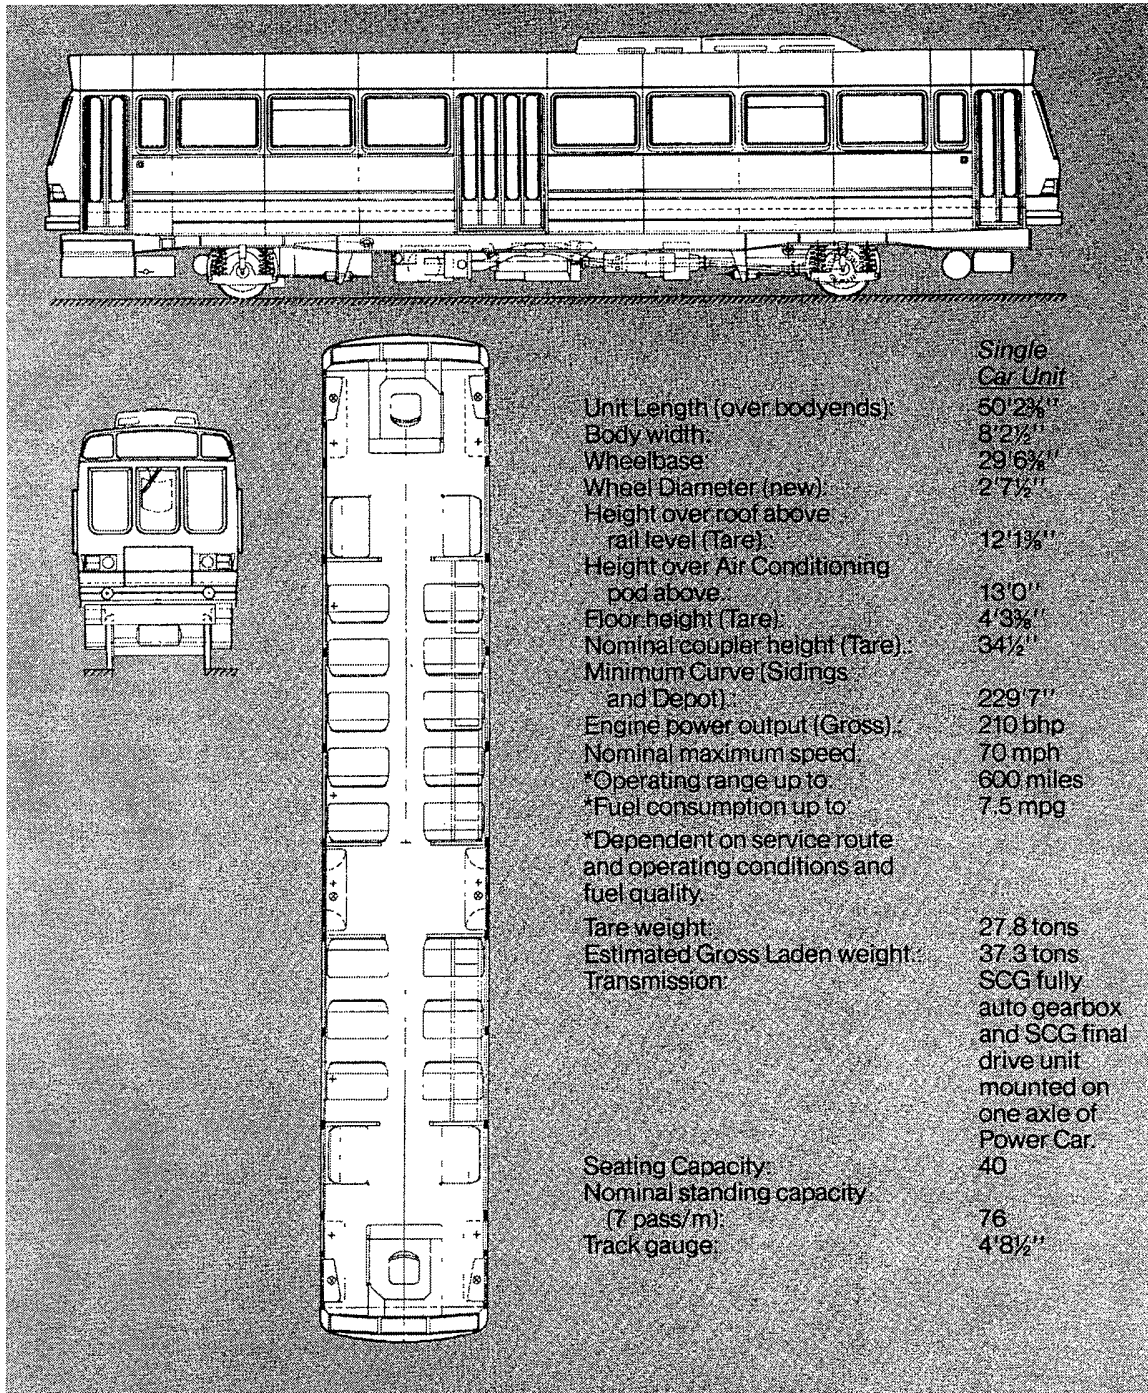 Single
Car Unit
Unit Length (over bodyends): 50'2⅜''
Body width: 8'2½''
Wheelbase: 29'6⅜''
Wheel Diameter (new): 2'7½''
Height over roof above
rail level (Tare).: 12'1⅜''
Height over Air Conditioning
pod above.: 13'0''
Floor height (Tare): 4'3⅜''
Nominal coupler height (Tare).: 34½''
Minimum Curve (Sidings
and Depot).: 229'7''
Engine power output (Gross).: 210 bhp
Nominal maximum speed. 70 mph
*Operating range up to: 600 miles
*Fuel consumption up to 7.5 mpg
*Dependent on service route
and operating conditions and
fuel quality.
Tare weight: 27.8 tons
Estimated Gross Laden weight.: 37.3 tons
Transmission: SCG fully
auto gearbox
and SCG final
drive unit
mounted on
one axle of
Power Car.
Seating Capacity: 40
Nominal standing capacity
(7 pass/m): 76
Track gauge: 4'8½''